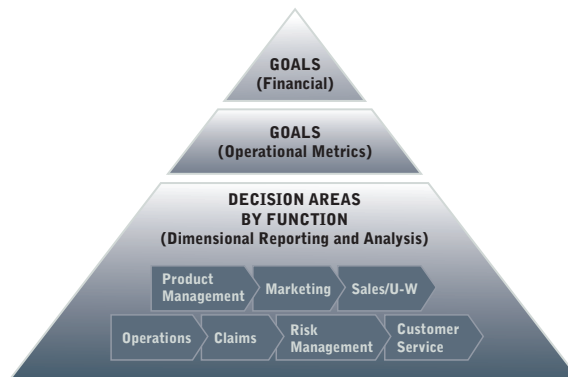 GOALS
(Financial)
GOALS
(Operational Metrics)
DECISION AREAS
BY FUNCTION
(Dimensional Reporting and Analysis)
Product
Management
Marketing
Sales/U-W
Operations
Claims
Risk
Management
Customer
Service